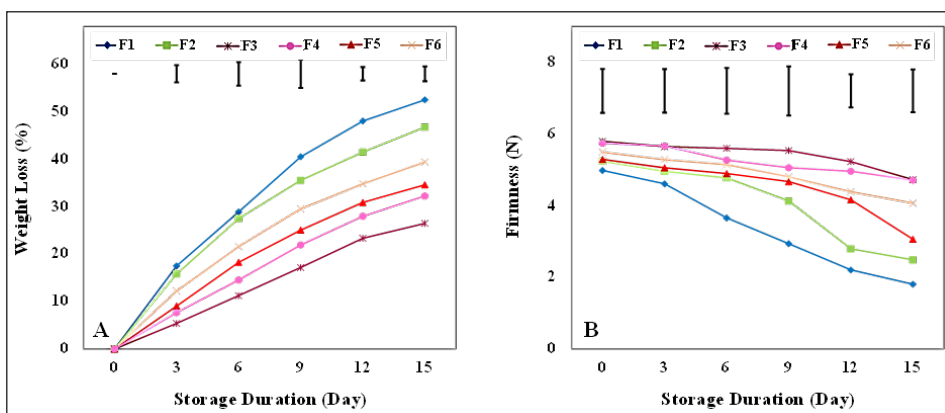 F1 F2 F3 F4 F5 F6
60
50
40
30
20
10
0
Weight Loss (%)
A
0 3 6 9 12 15
Storage Duration (Day)
F1 F2 F3 F4 F5 F6
8
6
4
2
0
Firmness (N)
B
0 3 6 9 12 15
Storage Duration (Day)